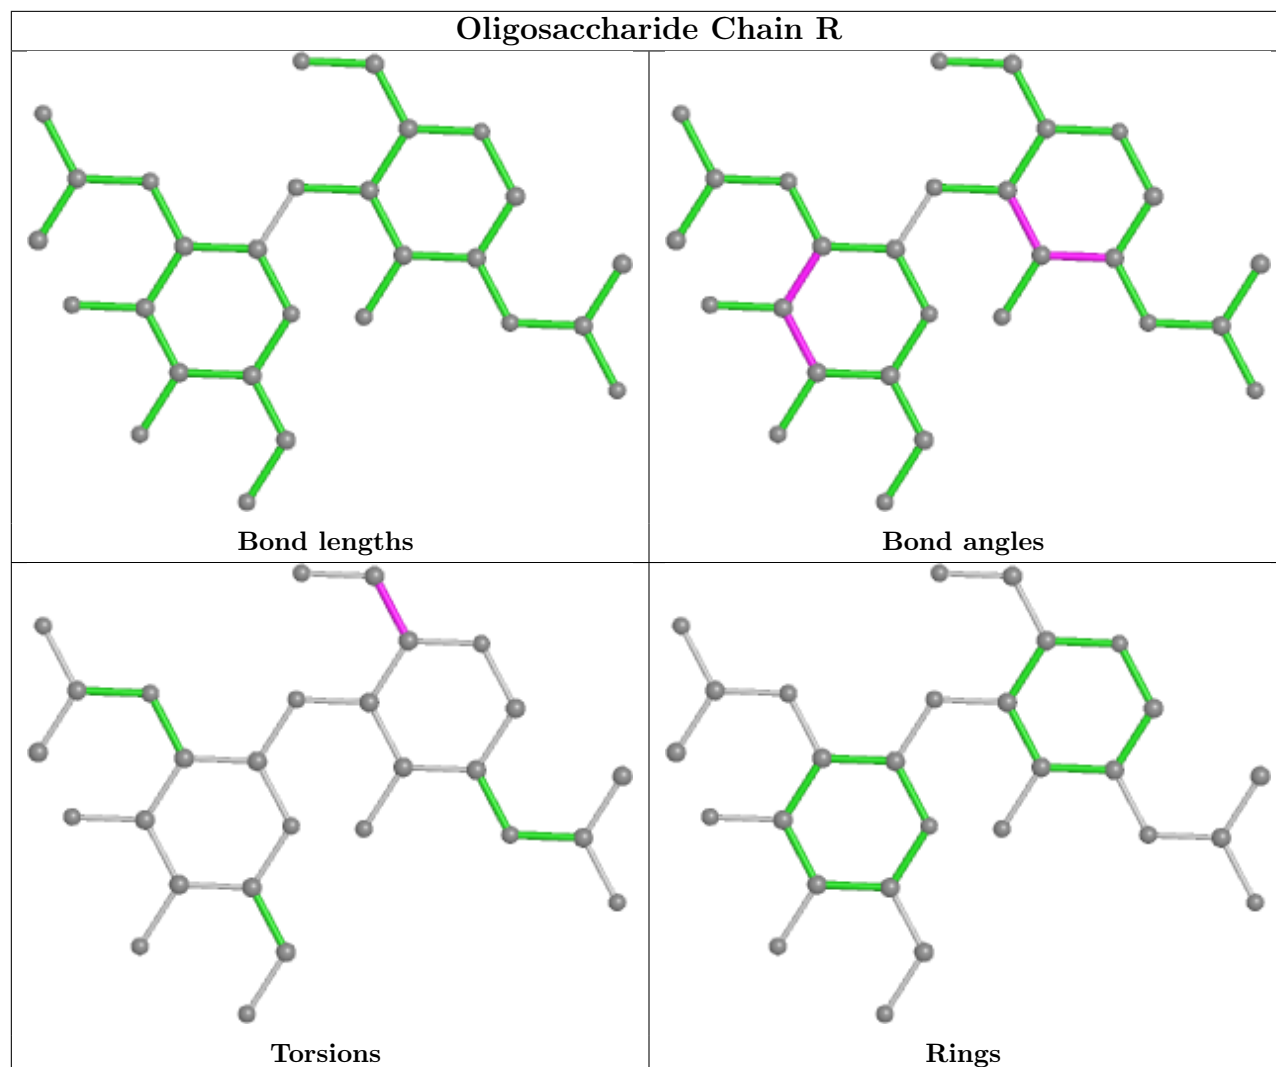 Oligosaccharide Chain R
Bond lengths
Bond angles
Torsions
Rings